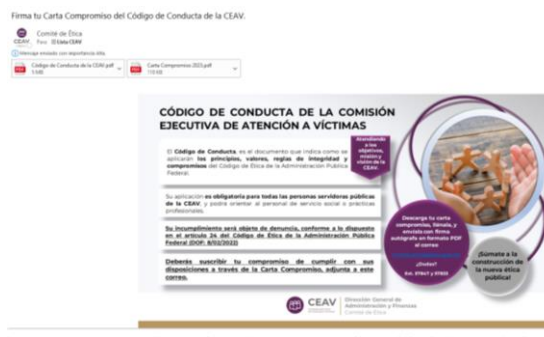 Firma tu Carta Compromiso del Código de Conducta de la CEAV.
Comité de Ética
Para Lista CEAV
Mensaje enviado con importancia alta.
Código de Conducta de la CEAV.pdf
5 MB
Carta Compromiso 2023.pdf
CÓDIGO DE CONDUCTA DE LA COMISIÓN
EJECUTIVA DE ATENCIÓN A VÍCTIMAS
El Código de Conducta, es el documento que indica como se
aplicarán los principios, valores, reglas de integridad y
compromisos del Código de Ética de la Administración Pública
Federal.
Atendiendo
a los
objetivos,
misión y
visión de la
CEAV.
Su aplicación es obligatoria para todas las personas servidoras públicas
de la CEAV, y podrá orientar al personal de servicio social o prácticas
profesionales.
Su incumplimiento será objeto de denuncia, conforme a lo dispuesto
en el artículo 24 del Código de Ética de la Administración Pública
Federal (DOF: 8/02/2022)
Deberás suscribir tu compromiso de cumplir con sus
disposiciones a través de la Carta Compromiso, adjunta a este
correo.
Descarga tu carta
compromiso, llénala, y
envíala con firma
autógrafa en formato PDF
al correo
¿Dudas?
¡Súmate a la
construcción de
la nueva ética
pública!
CEAV
Dirección General de
Administración y Finanzas
Comité de Ética